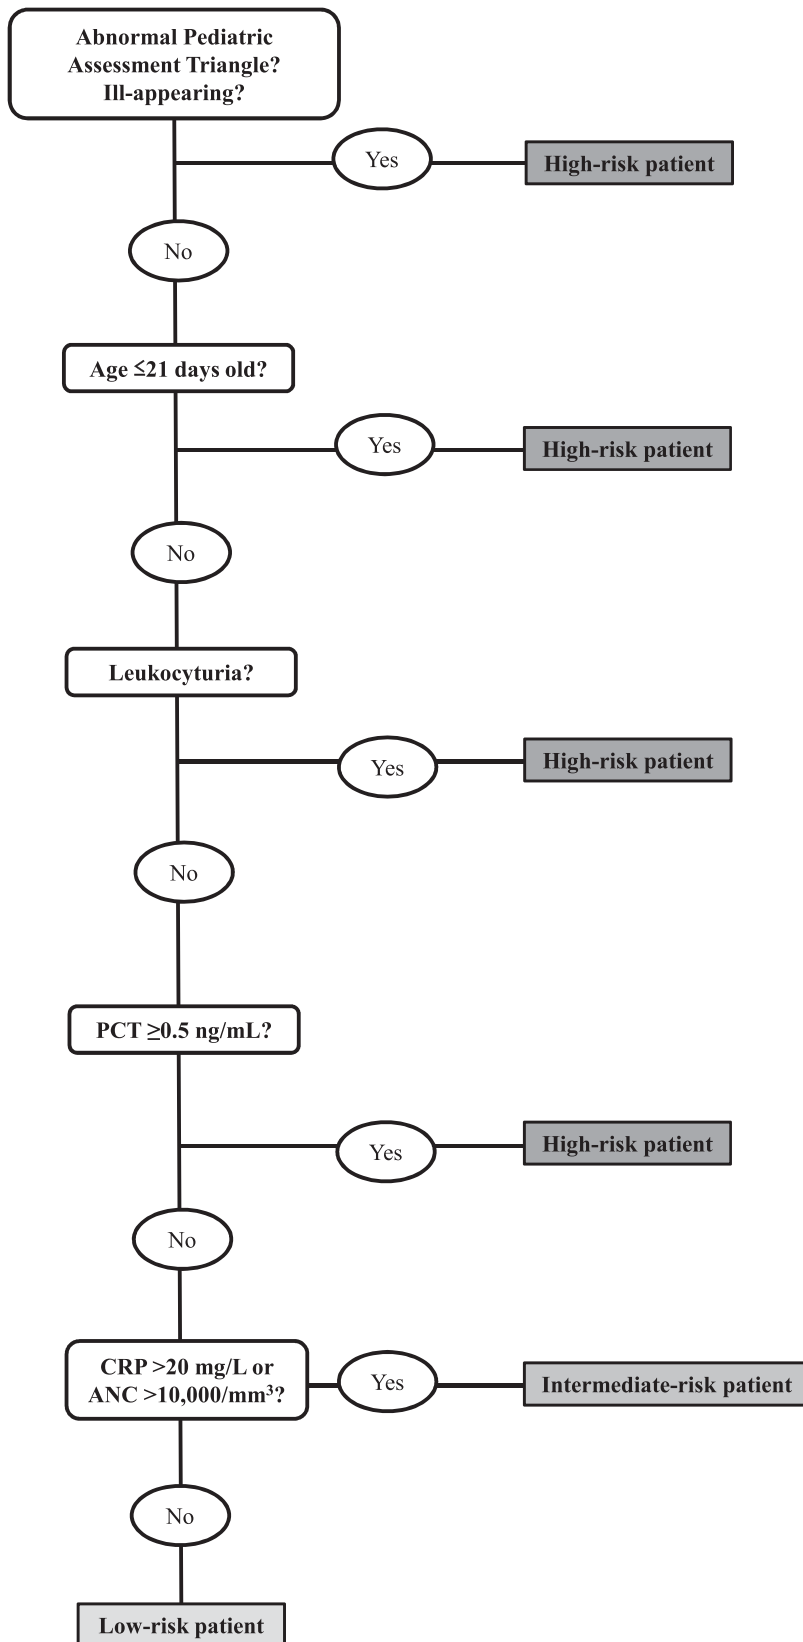 Abnormal Pediatric
Assessment Triangle?
Ill-appearing?
Yes
High-risk patient
No
Age ≤21 days old?
Yes
High-risk patient
No
Leukocyturia?
Yes
High-risk patient
No
PCT ≥0.5 ng/mL?
Yes
High-risk patient
No
CRP >20 mg/L or
ANC >10,000/mm³?
Yes
Intermediate-risk patient
No
Low-risk patient